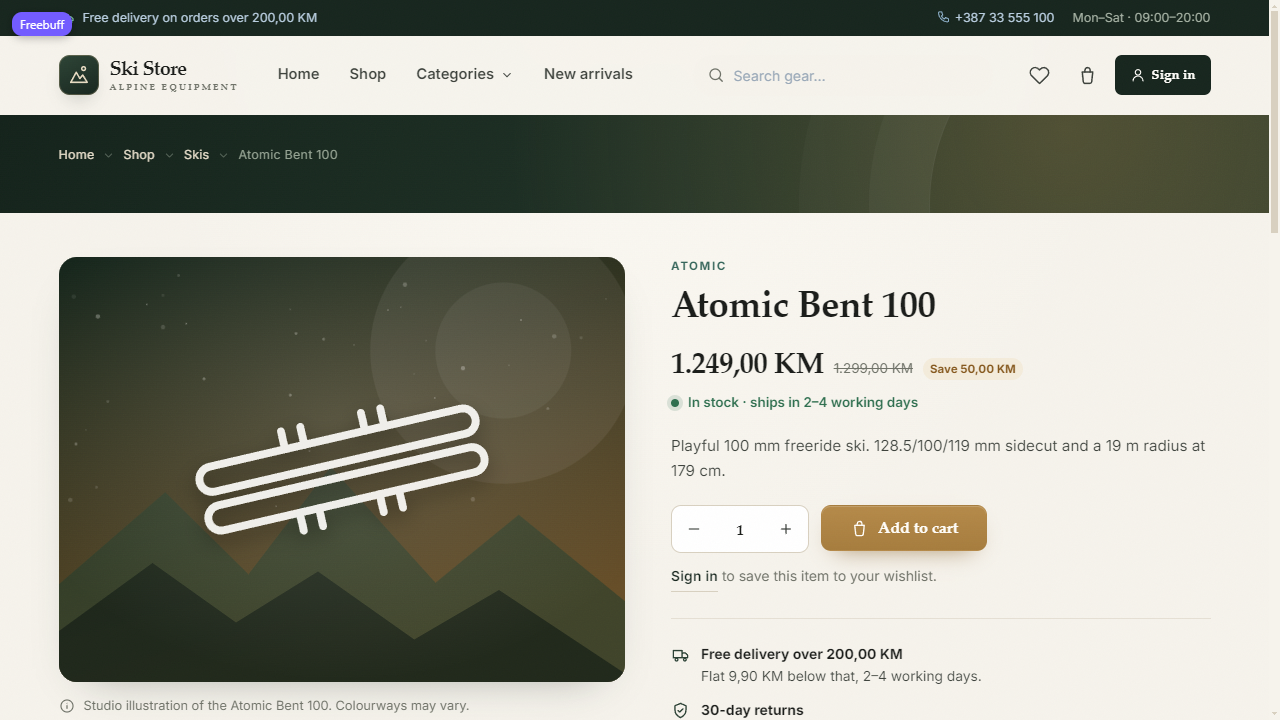 Freebuff
Free delivery on orders over 200,00 KM
+387 33 555 100
Mon–Sat · 09:00–20:00
Ski Store
ALPINE EQUIPMENT
Home
Shop
Categories
New arrivals
Search gear...
Sign in
Home
Shop
Skis
Atomic Bent 100
ATOMIC
Atomic Bent 100
1.249,00 KM
1.299,00 KM
Save 50,00 KM
In stock · ships in 2–4 working days
Playful 100 mm freeride ski. 128.5/100/119 mm sidecut and a 19 m radius at
179 cm.
1
Add to cart
Sign in to save this item to your wishlist.
Free delivery over 200,00 KM
Flat 9,90 KM below that, 2–4 working days.
30-day returns
Studio illustration of the Atomic Bent 100. Colourways may vary.